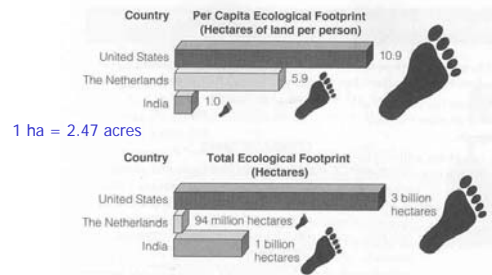 Country Per Capita Ecological Footprint
(Hectares of land per person)
United States 10.9
The Netherlands 5.9
India 1.0
1 ha = 2.47 acres
Country Total Ecological Footprint
(Hectares)
United States 3 billion
hectares
The Netherlands 94 million hectares
India 1 billion
hectares